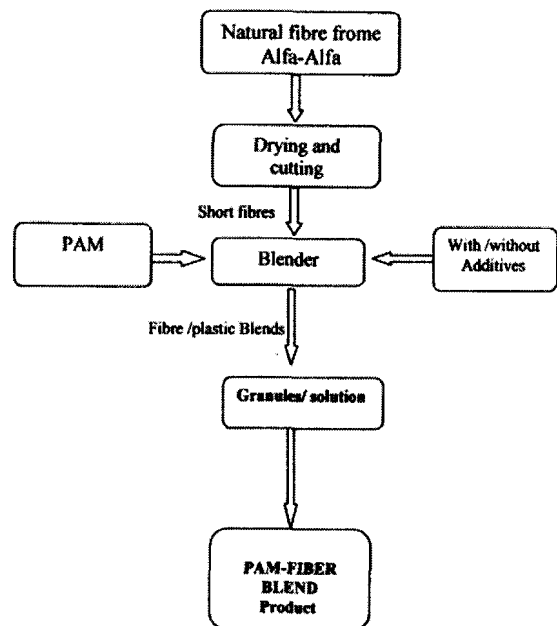 Natural fibre frome
Alfa-Alfa
Drying and
cutting
Short fibres
PAM
Blender
With /without
Additives
Fibre /plastic Blends
Granules/ solution
PAM-FIBER
BLEND
Product